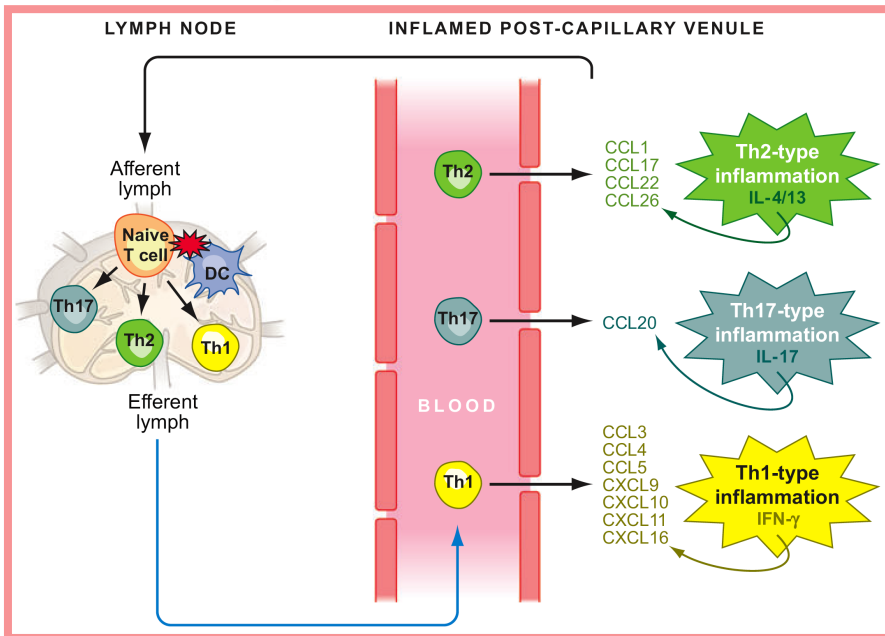 LYMPH NODE
INFLAMED POST-CAPILLARY VENULE
Afferent
lymph
Naive
T cell
DC
Th17
Th2
Th1
Efferent
lymph
Th2
Th17
BLOOD
Th1
CCL1
CCL17
CCL22
CCL26
Th2-type
inflammation
IL-4/13
CCL20
Th17-type
inflammation
IL-17
CCL3
CCL4
CCL5
CXCL9
CXCL10
CXCL11
CXCL16
Th1-type
inflammation
IFN-γ